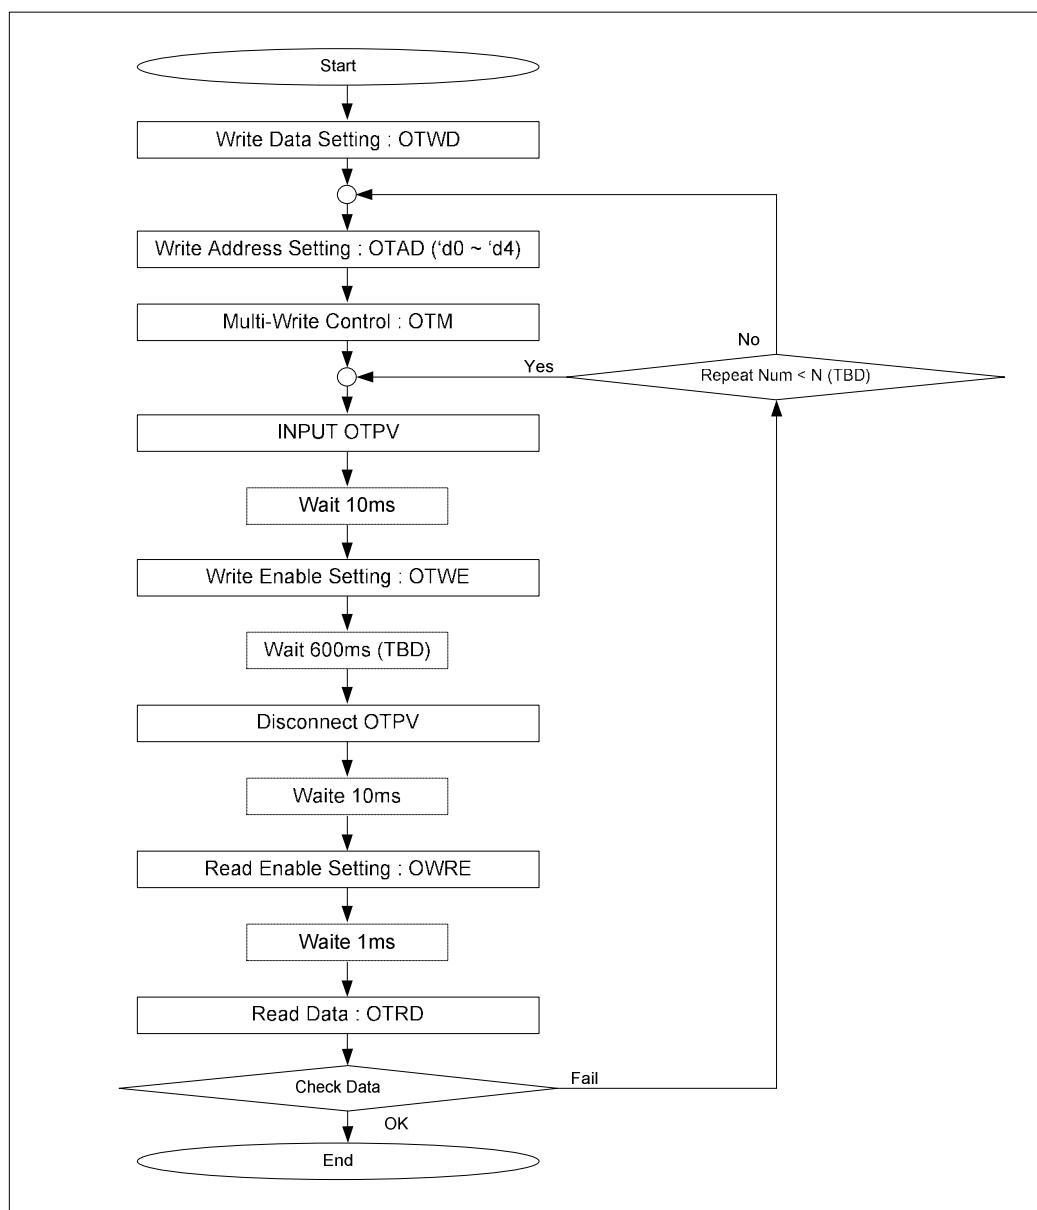 Start
Write Data Setting : OTWD
Write Address Setting : OTAD (‘d0 ~ ‘d4)
Multi-Write Control : OTM
No
Yes
Repeat Num < N (TBD)
INPUT OTPV
Wait 10ms
Write Enable Setting : OTWE
Wait 600ms (TBD)
Disconnect OTPV
Waite 10ms
Read Enable Setting : OWRE
Waite 1ms
Read Data : OTRD
Check Data
Fail
OK
End